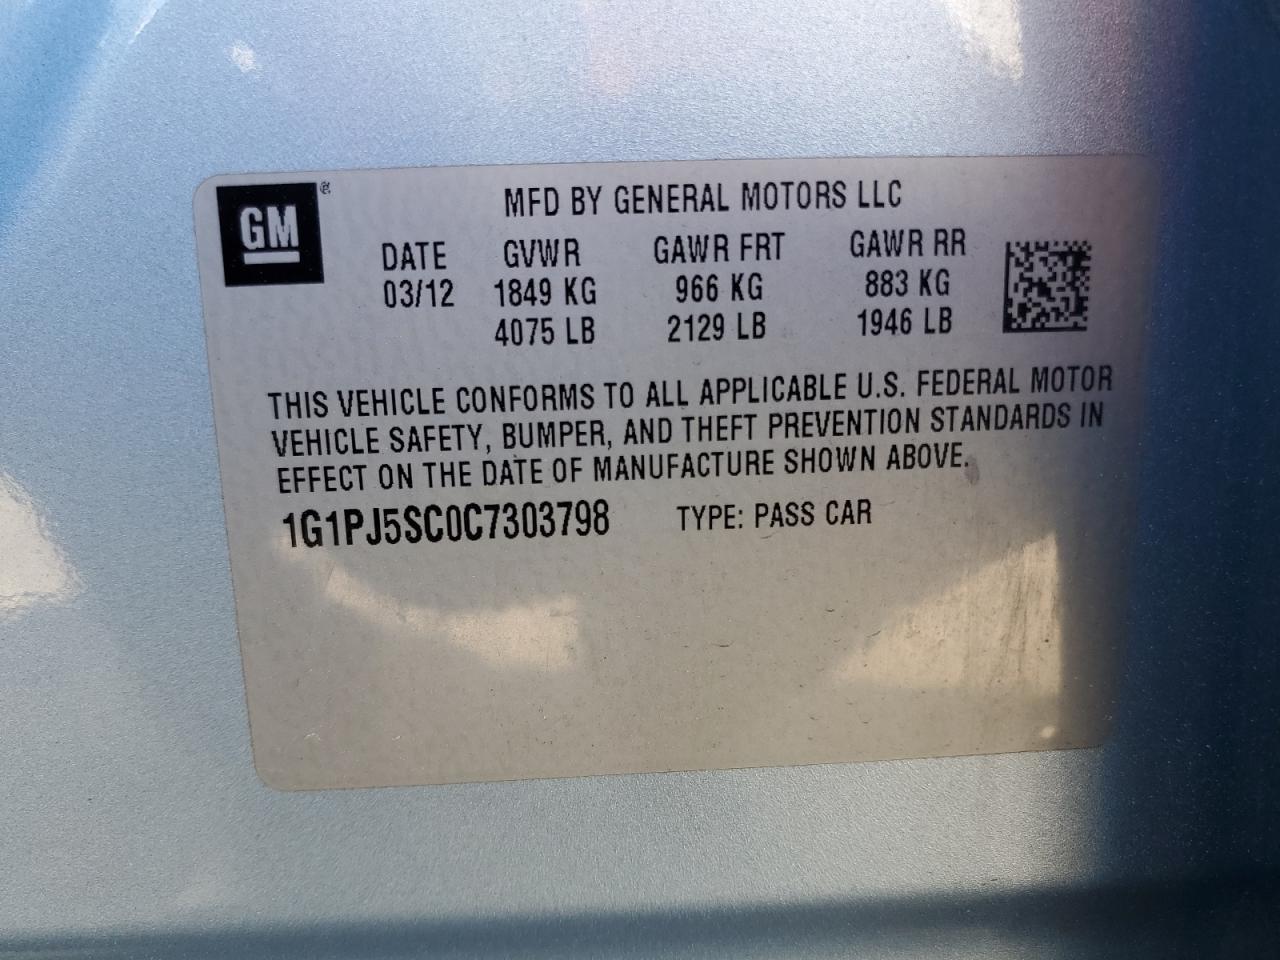 GM
MFD BY GENERAL MOTORS LLC
DATE GVWR GAWR FRT GAWR RR
03/12 1849 KG 966 KG 883 KG
4075 LB 2129 LB 1946 LB
THIS VEHICLE CONFORMS TO ALL APPLICABLE U.S. FEDERAL MOTOR
VEHICLE SAFETY, BUMPER, AND THEFT PREVENTION STANDARDS IN
EFFECT ON THE DATE OF MANUFACTURE SHOWN ABOVE.
1G1PJ5SC0C7303798 TYPE: PASS CAR